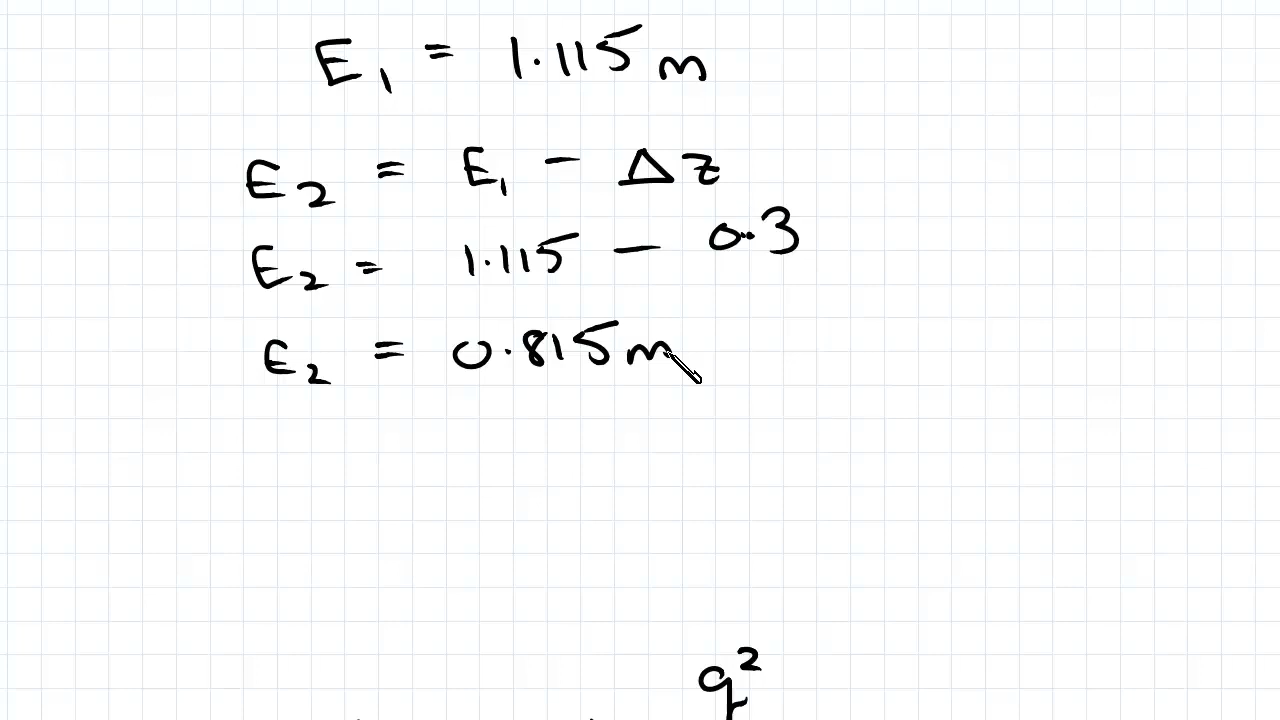 E₁ = 1.115 m
E₂ = E₁ - Δz
E₂ = 1.115 - 0.3
E₂ = 0.815 m
q²